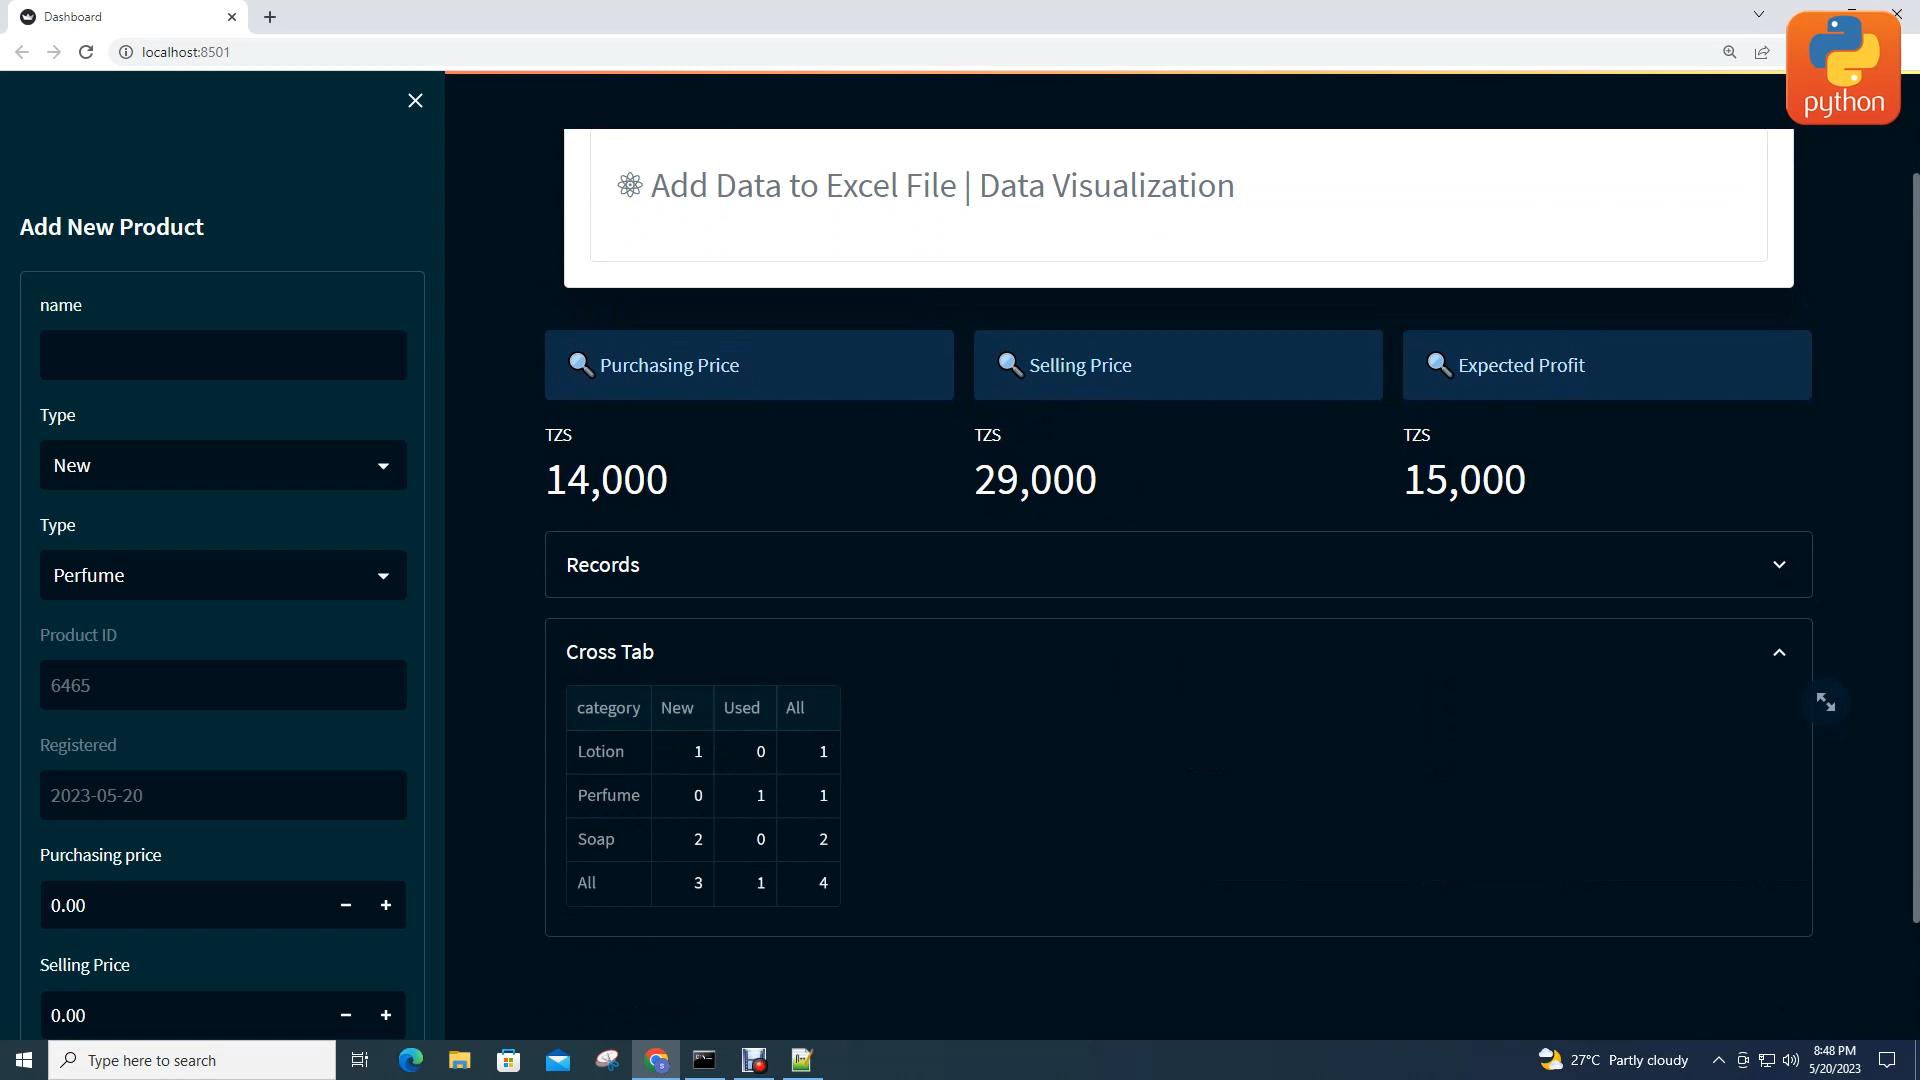 Dashboard
localhost:8501
python
Add New Product
name
Type
New
Type
Perfume
Product ID
6465
Registered
2023-05-20
Purchasing price
0.00
Selling Price
0.00
Add Data to Excel File | Data Visualization
Purchasing Price
Selling Price
Expected Profit
TZS
TZS
TZS
14,000
29,000
15,000
Records
Cross Tab
category New Used All
Lotion 1 0 1
Perfume 0 1 1
Soap 2 0 2
All 3 1 4
Type here to search
27°C Partly cloudy
8:48 PM
5/20/2023